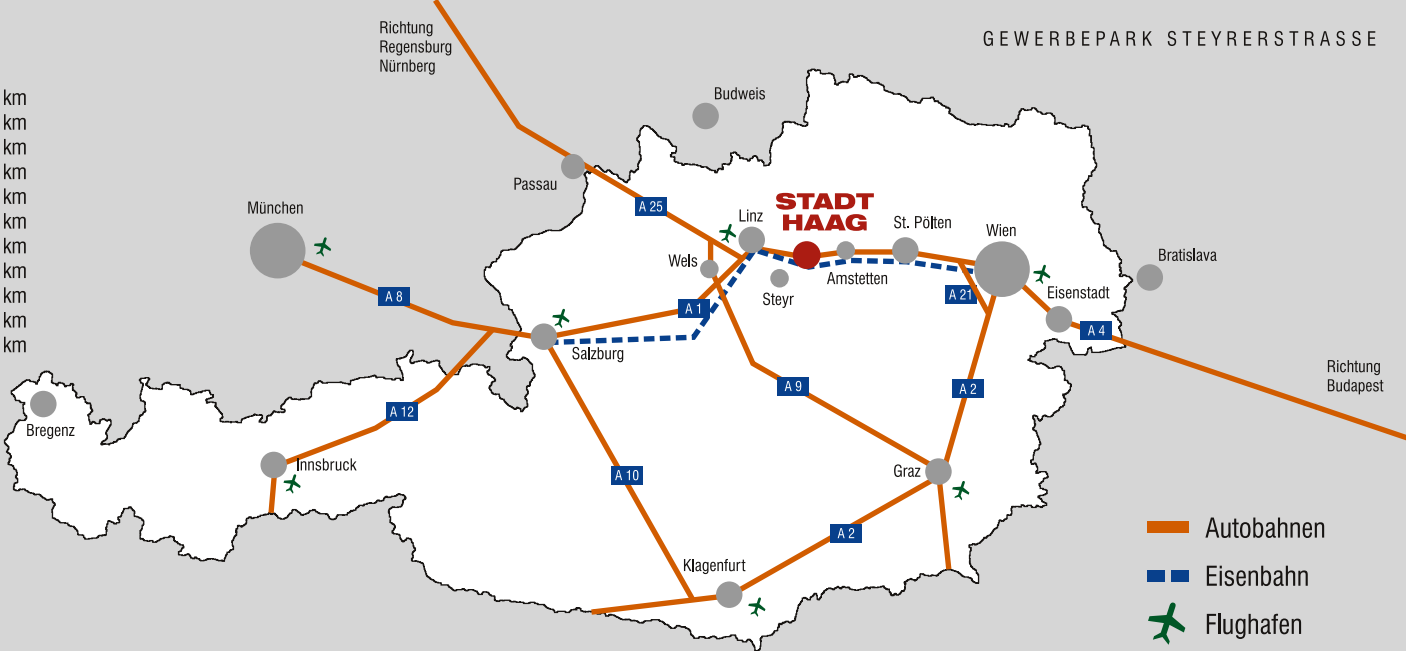 GEWERBEPARK STEYRERSTRASSE
Richtung
Regensburg
Nürnberg
km
km
km
km
km
km
km
km
km
km
km
Budweis
Passau
München
A 25
STADT
HAAG
Linz
St. Pölten
Wien
Wels
Amstetten
Steyr
Bratislava
Eisenstadt
A 8
A 1
A 21
A 4
Salzburg
Richtung
Budapest
A 12
A 9
A 2
Bregenz
Innsbruck
A 10
Graz
A 2
Klagenfurt
Autobahnen
Eisenbahn
Flughafen